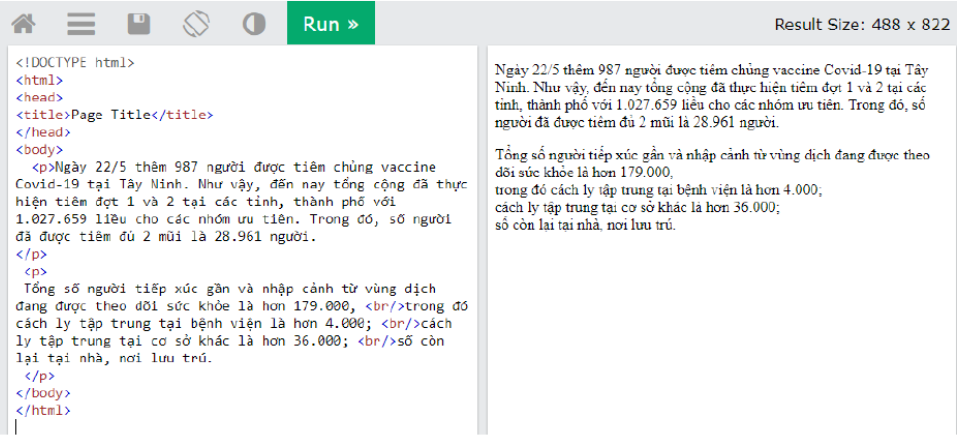 Run »
Result Size: 488 x 822
<!DOCTYPE html>
<html>
<head>
<title>Page Title</title>
</head>
<body>
<p>Ngày 22/5 thêm 987 người được tiêm chủng vaccine
Covid-19 tại Tây Ninh. Như vậy, đến nay tổng cộng đã thực
hiện tiêm đợt 1 và 2 tại các tỉnh, thành phố với
1.027.659 liều cho các nhóm ưu tiên. Trong đó, số người
đã được tiêm đủ 2 mũi là 28.961 người.
</p>
<p>
Tổng số người tiếp xúc gần và nhập cảnh từ vùng dịch
đang được theo dõi sức khỏe là hơn 179.000, <br/>trong đó
cách ly tập trung tại bệnh viện là hơn 4.000; <br/>cách
ly tập trung tại cơ sở khác là hơn 36.000; <br/>số còn
lại tại nhà, nơi lưu trú.
</p>
</body>
</html>
Ngày 22/5 thêm 987 người được tiêm chủng vaccine Covid-19 tại Tây
Ninh. Như vậy, đến nay tổng cộng đã thực hiện tiêm đợt 1 và 2 tại các
tỉnh, thành phố với 1.027.659 liều cho các nhóm ưu tiên. Trong đó, số
người đã được tiêm đủ 2 mũi là 28.961 người.
Tổng số người tiếp xúc gần và nhập cảnh từ vùng dịch đang được theo
dõi sức khỏe là hơn 179.000,
trong đó cách ly tập trung tại bệnh viện là hơn 4.000;
cách ly tập trung tại cơ sở khác là hơn 36.000;
số còn lại tại nhà, nơi lưu trú.